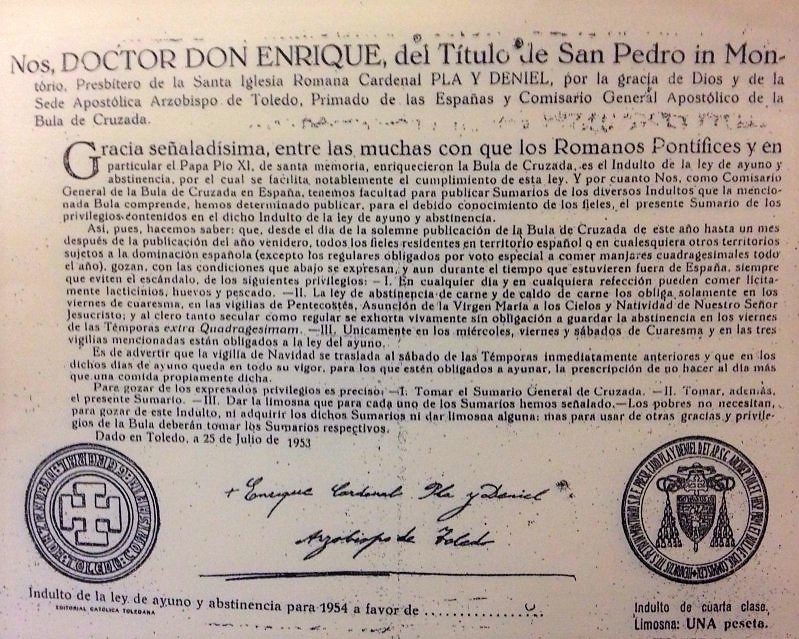 Nos, DOCTOR DON ENRIQUE, del Título de San Pedro in Mon-
tório, Presbítero de la Santa Iglesia Romana Cardenal PLA Y DENIEL, por la gracia de Dios y de la
Sede Apostólica Arzobispo de Toledo, Primado de las Españas y Comisario General Apostólico de la
Bula de Cruzada.
Gracia señaladísima, entre las muchas con que los Romanos Pontífices y en
particular el Papa Pío XI, de santa memoria, enriquecieron la Bula de Cruzada, es el Indulto de la ley de ayuno y
abstinencia, por el cual se facilita notablemente el cumplimiento de esta ley. Y por cuanto Nos, como Comisario
General de la Bula de Cruzada en España, tenemos facultad para publicar Sumarios de los diversos Indultos que la mencio-
nada Bula comprende, hemos determinado publicar, para el debido conocimiento de los fieles, el presente Sumario de los
privilegios contenidos en el dicho Indulto de la ley de ayuno y abstinencia.
Así, pues, hacemos saber: que, desde el día de la solemne publicación de la Bula de Cruzada de este año hasta un mes
después de la publicación del año venidero, todos los fieles residentes en territorio español o en cualesquiera otros territorios
sujetos a la dominación española (excepto los regulares obligados por voto especial a comer manjares cuadragesimales todo
el año), gozan, con las condiciones que abajo se expresan, y aun durante el tiempo que estuvieren fuera de España, siempre
que eviten el escándalo, de los siguientes privilegios: — I. En cualquier día y en cualquiera refección pueden comer lícita-
mente lacticinios, huevos y pescado. —II. La ley de abstinencia de carne y de caldo de carne los obliga solamente en los
viernes de cuaresma, en las vigilias de Pentecostés, Asunción de la Virgen María a los Cielos y Natividad de Nuestro Señor
Jesucristo; y al clero tanto secular como regular se exhorta vivamente sin obligación a guardar la abstinencia en los viernes
de las Témporas extra Quadragesimam. —III. Unicamente en los miércoles, viernes y sábados de Cuaresma y en las tres
vigilias mencionadas están obligados a la ley del ayuno.
Es de advertir que la vigilia de Navidad se traslada al sábado de las Témporas inmediatamente anteriores y que en los
dichos días de ayuno queda en todo su vigor, para los que estén obligados a ayunar, la prescripción de no hacer al día más
que una comida propiamente dicha.
Para gozar de los expresados privilegios es preciso: —I. Tomar el Sumario General de Cruzada. —II. Tomar, además,
el presente Sumario. —III. Dar la limosna que para cada uno de los Sumarios hemos señalado.—Los pobres no necesitan,
para gozar de este Indulto, ni adquirir los dichos Sumarios ni dar limosna alguna: mas para usar de otras gracias y privile-
gios de la Bula deberán tomar los Sumarios respectivos.
Dado en Toledo, a 25 de Julio de 1953
+ Enrique Cardenal Pla y Deniel
Arzobispo de Toledo
Indulto de la ley de ayuno y abstinencia para 1954 a favor de ..................
EDITORIAL CATÓLICA TOLEDANA
Indulto de cuarta clase.
Limosna: UNA peseta.